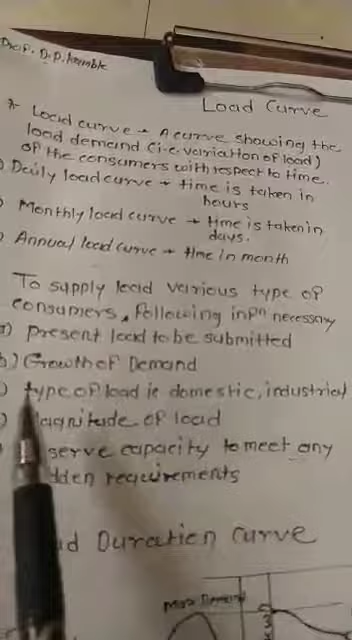 Prof. D.P.Kamble
Load Curve
* Load curve → A curve showing the
load demand (i.e. variation of load)
of the consumers with respect to time.
) Daily load curve → time is taken in
hours
) Monthly load curve → time is taken in
days.
) Annual load curve → time in month
To supply load various type of
consumers, following inPⁿ necessary
a) present load to be submitted
b) Growth of Demand
) type of load ie domestic, industrial
) agnitude of load
serve capacity to meet any
dden requirements
ad Duration Curve
Max Demand